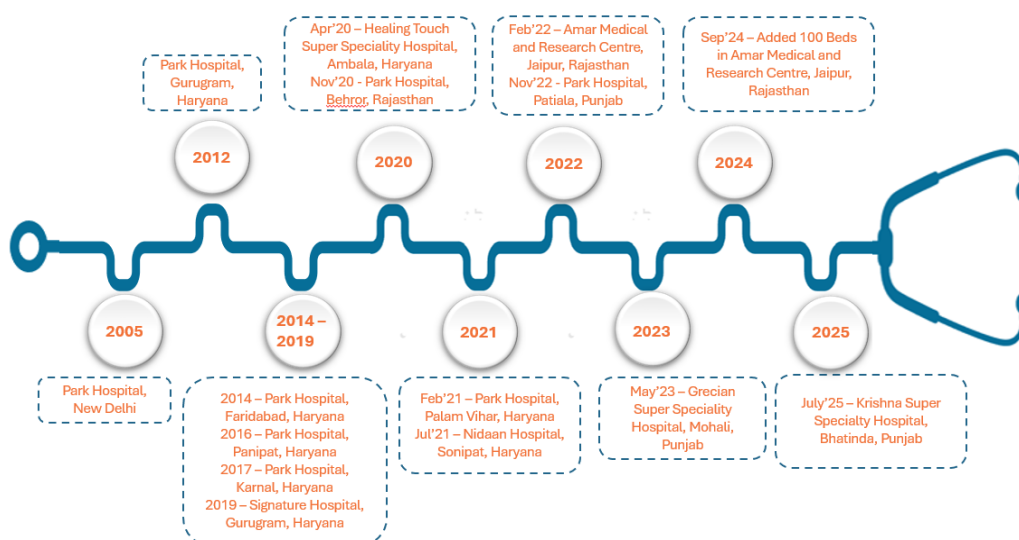 Park Hospital,
Gurugram,
Haryana
Apr'20 – Healing Touch
Super Speciality Hospital,
Ambala, Haryana
Nov'20 - Park Hospital,
Behror, Rajasthan
Feb'22 – Amar Medical
and Research Centre,
Jaipur, Rajasthan
Nov'22 - Park Hospital,
Patiala, Punjab
Sep'24 – Added 100 Beds
in Amar Medical and
Research Centre, Jaipur,
Rajasthan
2012
2020
2022
2024
2005
2014 –
2019
2021
2023
2025
Park Hospital,
New Delhi
2014 – Park Hospital,
Faridabad, Haryana
2016 – Park Hospital,
Panipat, Haryana
2017 – Park Hospital,
Karnal, Haryana
2019 – Signature Hospital,
Gurugram, Haryana
Feb'21 – Park Hospital,
Palam Vihar, Haryana
Jul'21 – Nidaan Hospital,
Sonipat, Haryana
May'23 – Grecian
Super Speciality
Hospital, Mohali,
Punjab
July'25 – Krishna Super
Specialty Hospital,
Bhatinda, Punjab